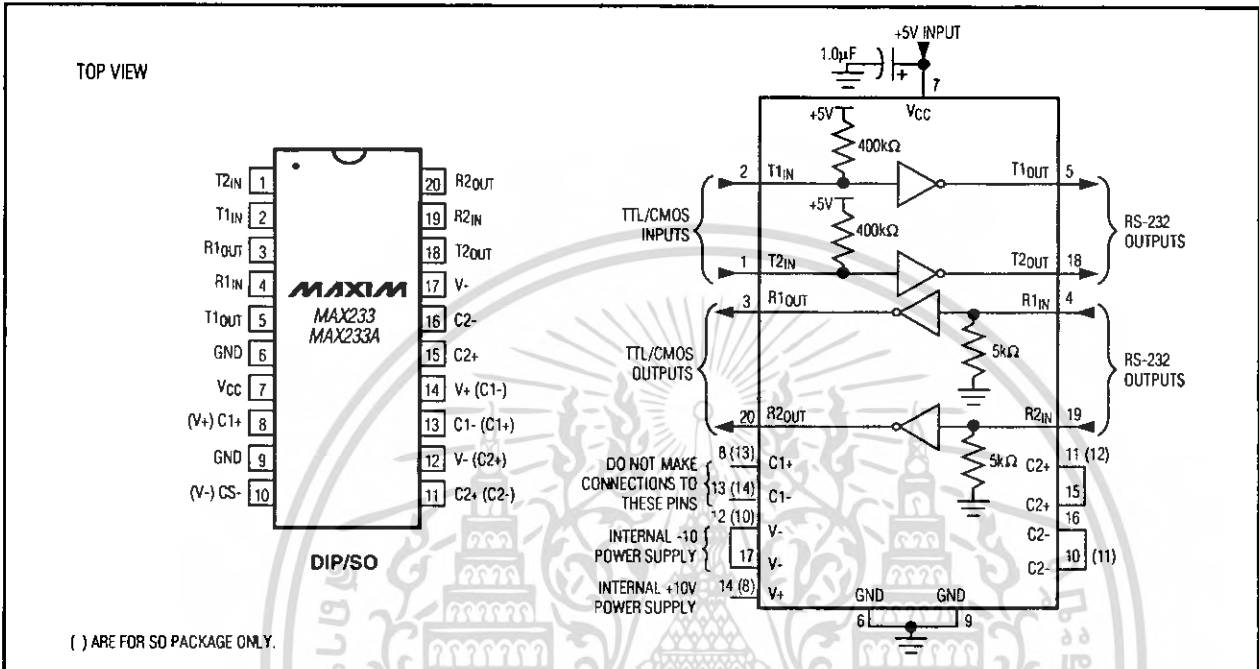 TOP VIEW
T2IN 1
T1IN 2
R1OUT 3
R1IN 4
T1OUT 5
GND 6
VCC 7
(V+) C1+ 8
GND 9
(V-) CS- 10
20 R2OUT
19 R2IN
18 T2OUT
17 V-
16 C2-
15 C2+
14 V+ (C1-)
13 C1- (C1+)
12 V- (C2+)
11 C2+ (C2-)
MAXIM
MAX233
MAX233A
DIP/SO
( ) ARE FOR SO PACKAGE ONLY.
+5V INPUT
1.0µF
+
7
VCC
+5V
400kΩ
2 T1IN
T1OUT 5
+5V
400kΩ
TTL/CMOS
INPUTS
RS-232
OUTPUTS
1 T2IN
T2OUT 18
3 R1OUT
R1IN 4
5kΩ
TTL/CMOS
OUTPUTS
RS-232
OUTPUTS
20 R2OUT
R2IN 19
5kΩ
8 (13) C1+
DO NOT MAKE
CONNECTIONS TO
THESE PINS
13 (14) C1-
12 (10) V-
INTERNAL -10
POWER SUPPLY
17 V-
INTERNAL +10V
POWER SUPPLY
14 (8) V+
11 (12)
C2+
15
C2+
16
C2-
10 (11)
C2-
GND GND
6 9